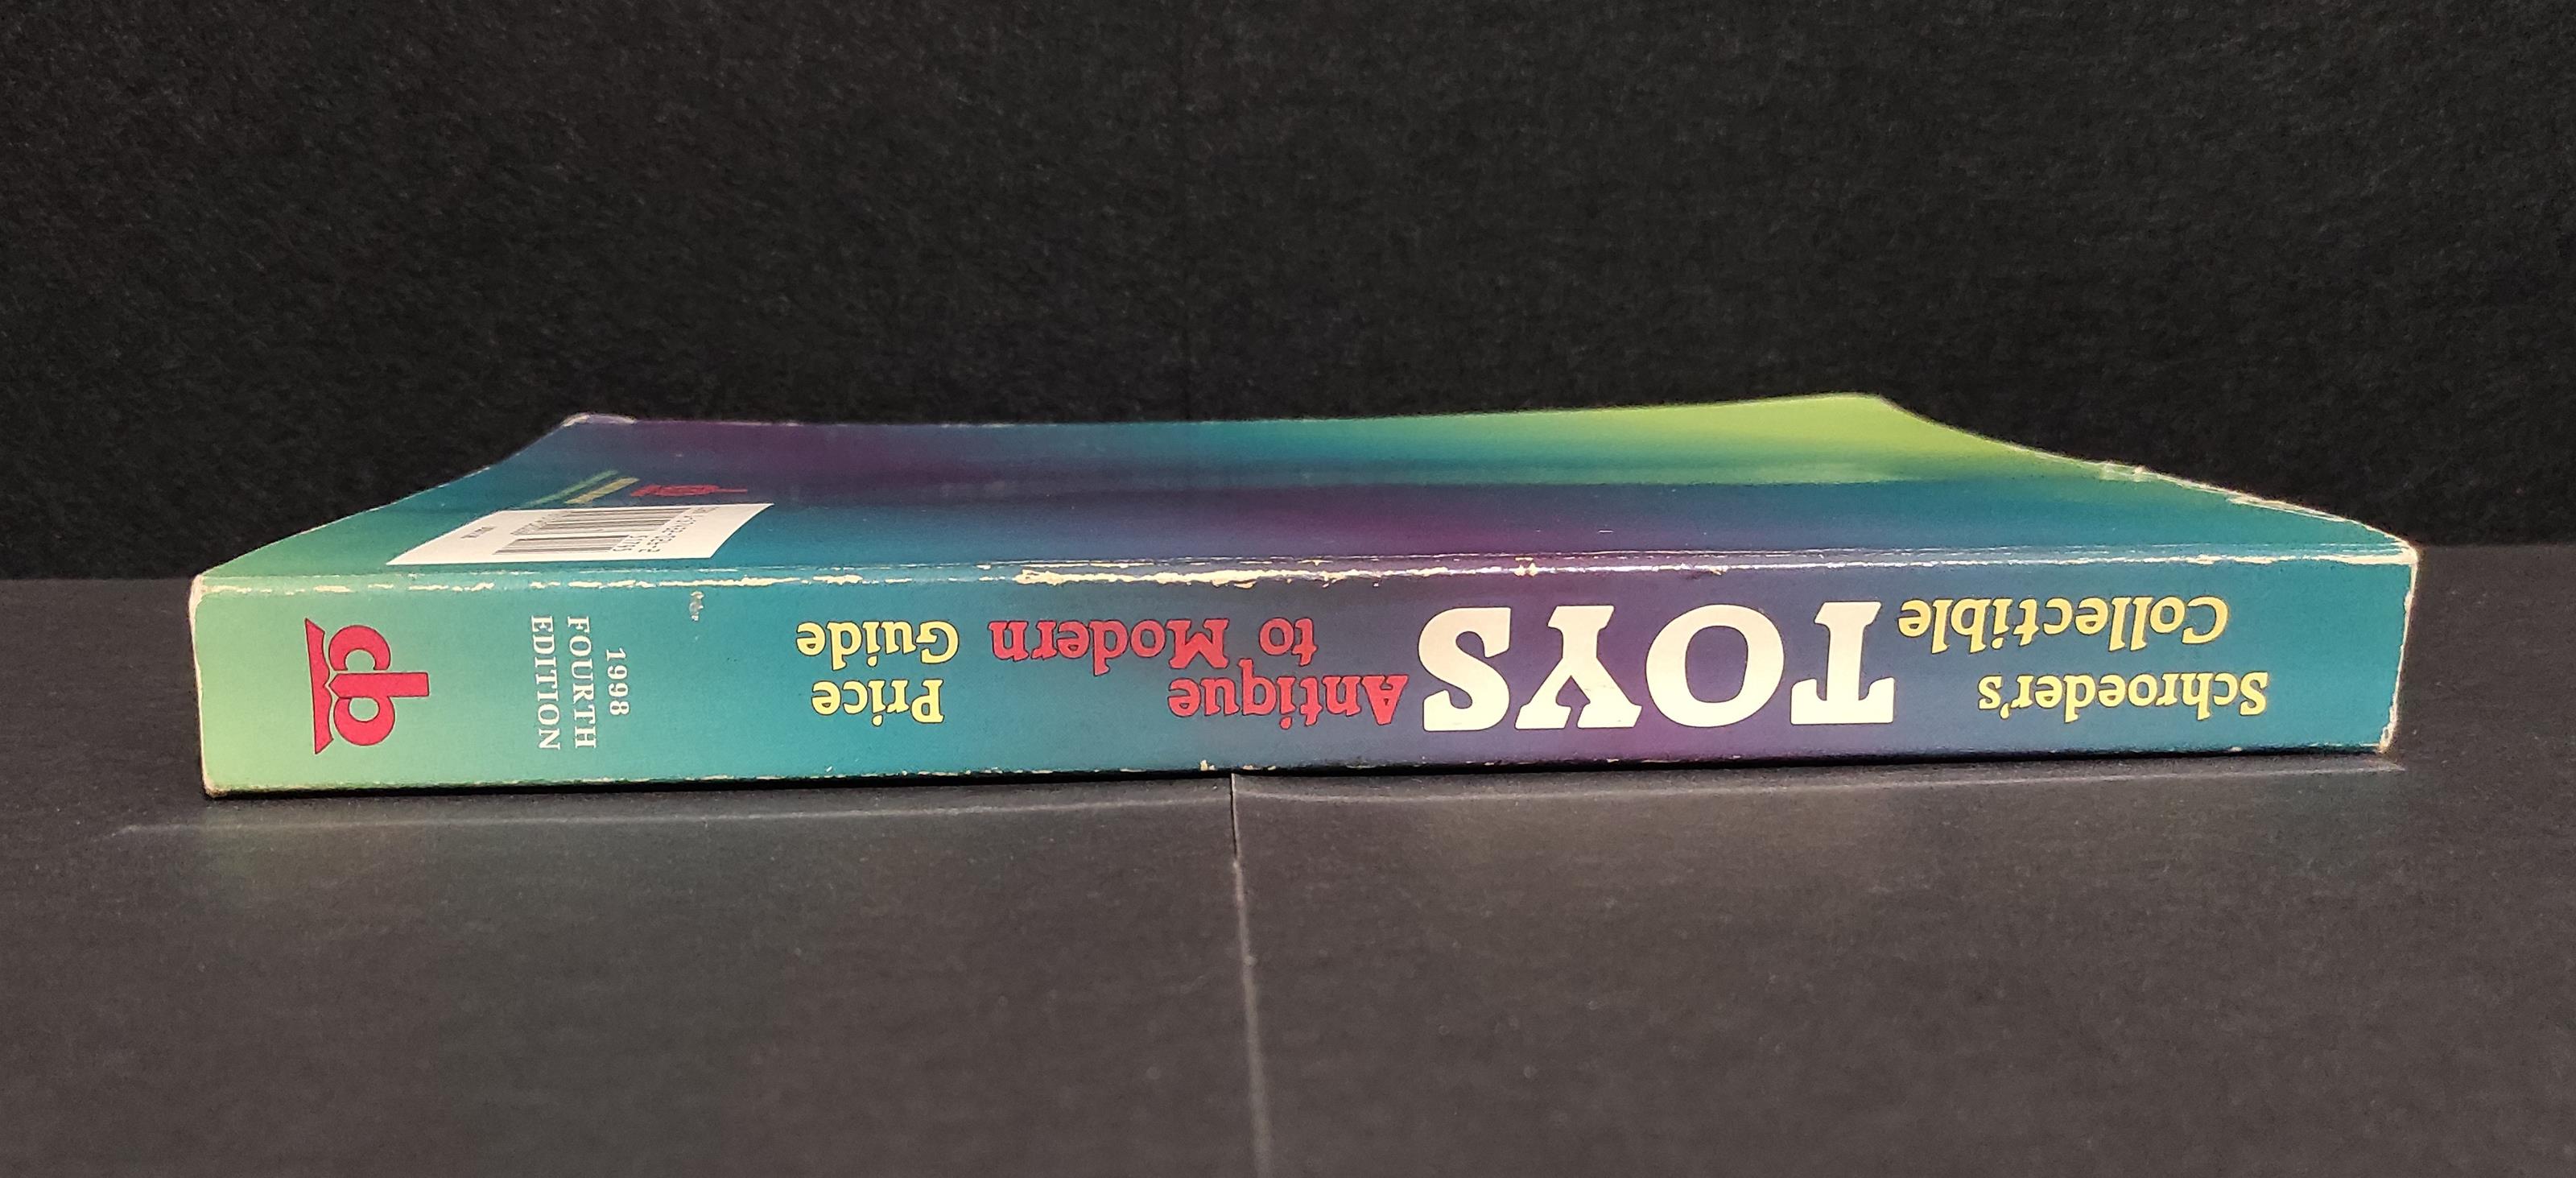 Schroeder's
Collectible
TOYS
Antique
to Modern
Price
Guide
1998
FOURTH
EDITION
cb